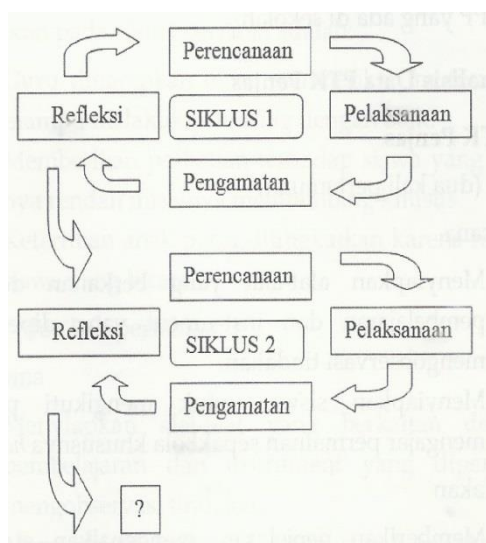 Perencanaan
Refleksi
SIKLUS 1
Pelaksanaan
Pengamatan
Perencanaan
Refleksi
SIKLUS 2
Pelaksanaan
Pengamatan
?